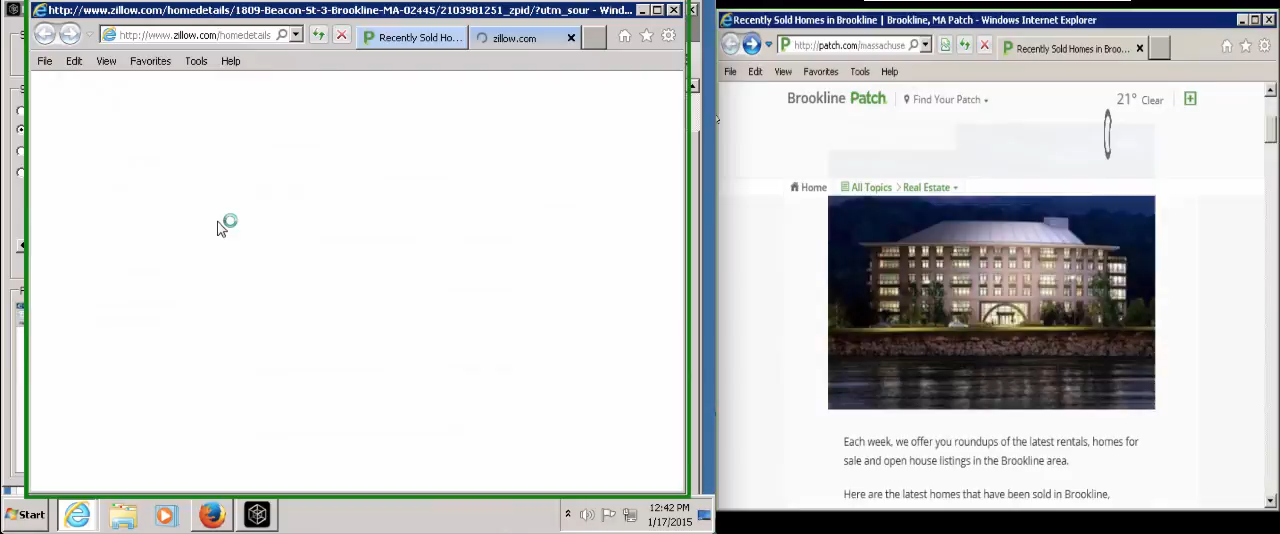 http://www.zillow.com/homedetails/1809-Beacon-St-3-Brookline-MA-02445/2103981251_zpid/?utm_sour - Wind...
http://www.zillow.com/homedetails
Recently Sold Ho...
zillow.com
File Edit View Favorites Tools Help
Start
12:42 PM
1/17/2015
Recently Sold Homes in Brookline | Brookline, MA Patch - Windows Internet Explorer
http://patch.com/massachuse
Recently Sold Homes in Broo...
File Edit View Favorites Tools Help
Brookline Patch
Find Your Patch
21° Clear
Home
All Topics
Real Estate
Each week, we offer you roundups of the latest rentals, homes for
sale and open house listings in the Brookline area.
Here are the latest homes that have been sold in Brookline,